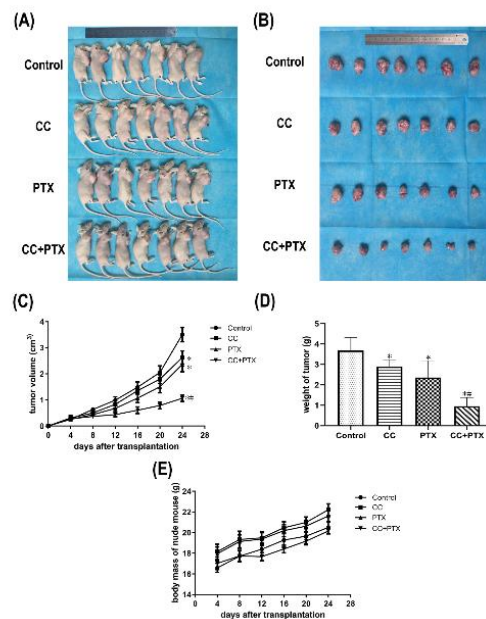 (A)
Control
CC
PTX
CC+PTX
(B)
Control
CC
PTX
CC+PTX
(C)
tumor volume (cm³)
4
3
2
1
0
0 4 8 12 16 20 24 28
days after transplantation
Control
CC
PTX
CC+PTX
*
*
(D)
weight of tumor (g)
5
4
3
2
1
0
*
*
Control CC PTX CC+PTX
(E)
body mass of nude mouse (g)
24
22
20
18
16
0 4 8 12 16 20 24 28
days after transplantation
Control
CC
PTX
CC+PTX